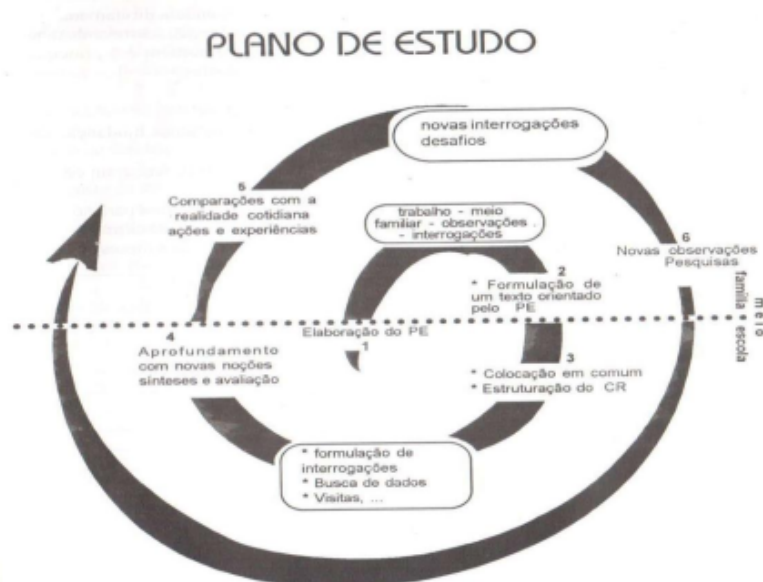 PLANO DE ESTUDO
novas interrogações
desafios
5
Comparações com a
realidade cotidiana
ações e experiências
trabalho - meio
familiar - observações .
- interrogações
6
Novas observações
Pesquisas
2
* Formulação de
um texto orientado
pelo PE
família
meio
escola
4
Aprofundamento
com novas noções
sínteses e avaliação
Elaboração do PE
1
3
* Colocação em comum
* Estruturação do CR
* formulação de
interrogações
* Busca de dados
* Visitas, ...